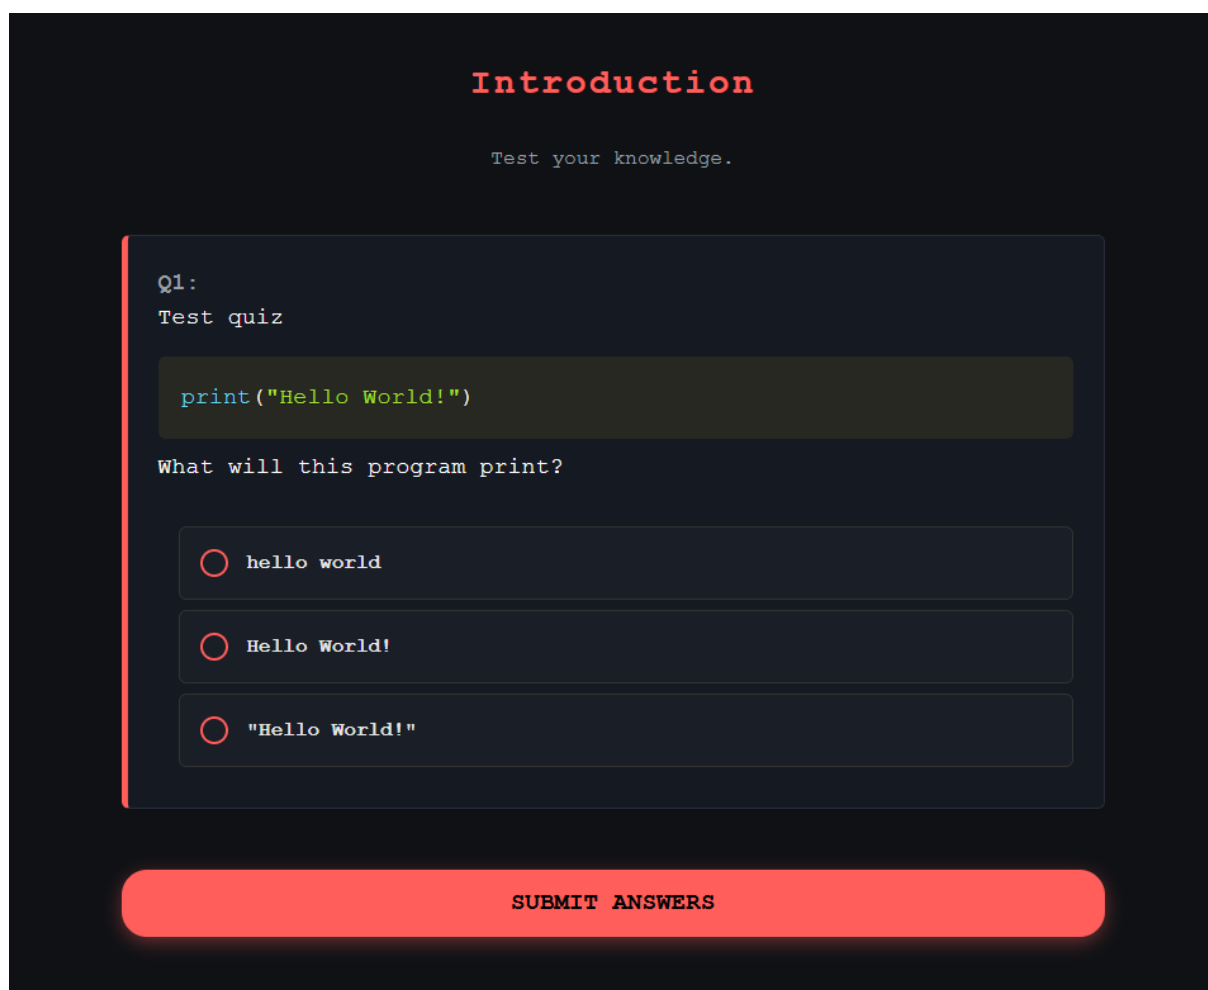 Introduction
Test your knowledge.
Q1:
Test quiz
print("Hello World!")
What will this program print?
hello world
Hello World!
"Hello World!"
SUBMIT ANSWERS